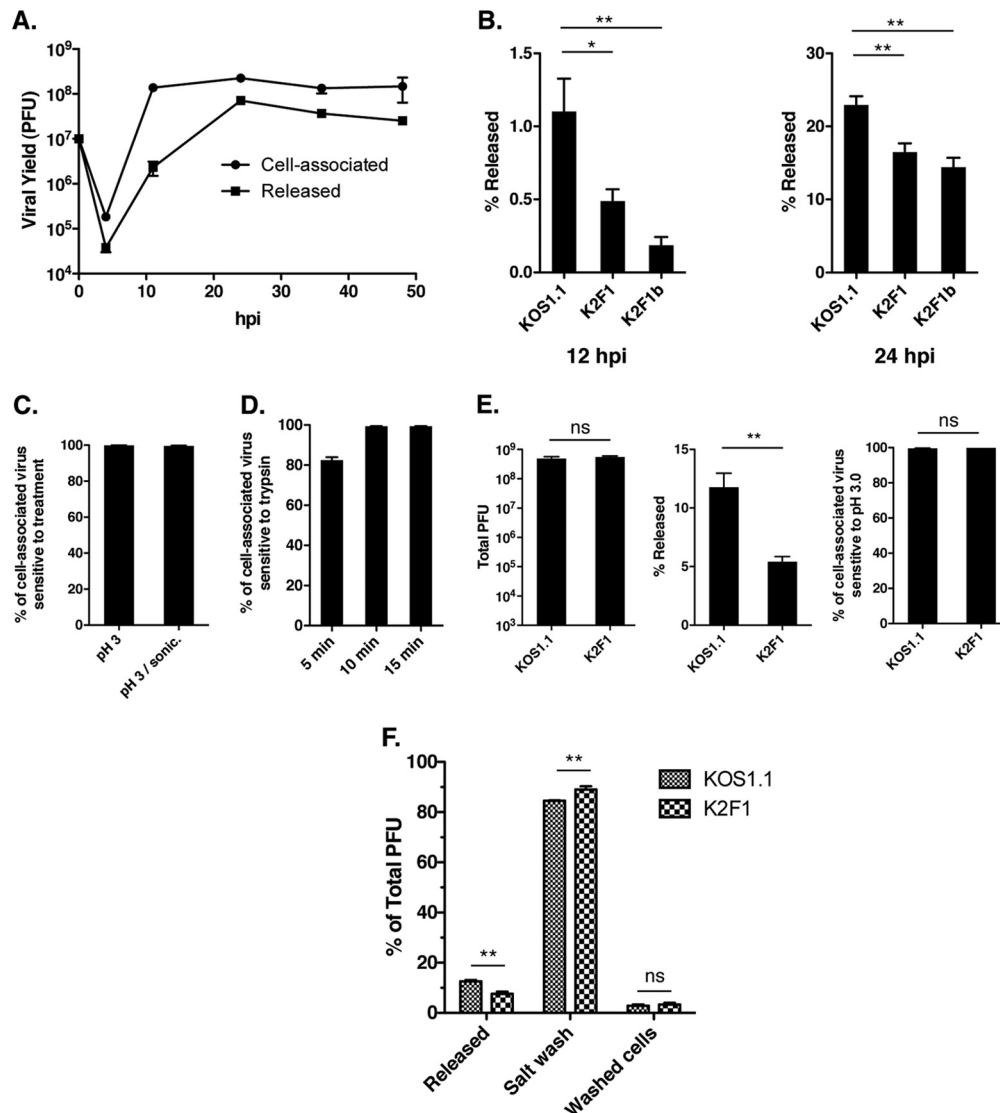 A.
Viral Yield (PFU)
10⁹
10⁸
10⁷
10⁶
10⁵
10⁴
0 10 20 30 40 50
hpi
Cell-associated
Released
B.
% Released
1.5
1.0
0.5
0.0
** 
*
KOS1.1
K2F1
K2F1b
12 hpi
% Released
30
20
10
0
**
**
KOS1.1
K2F1
K2F1b
24 hpi
C.
% of cell-associated virus
sensitive to treatment
100
80
60
40
20
0
pH 3
pH 3 / sonic.
D.
% of cell-associated virus
sensitive to trypsin
100
80
60
40
20
0
5 min
10 min
15 min
E.
Total PFU
10⁹
10⁸
10⁷
10⁶
10⁵
10⁴
10³
ns
KOS1.1
K2F1
% Released
15
10
5
0
**
KOS1.1
K2F1
% of cell-associated virus
senstitve to pH 3.0
100
80
60
40
20
0
ns
KOS1.1
K2F1
F.
% of Total PFU
100
80
60
40
20
0
**
**
ns
KOS1.1
K2F1
Released
Salt wash
Washed cells